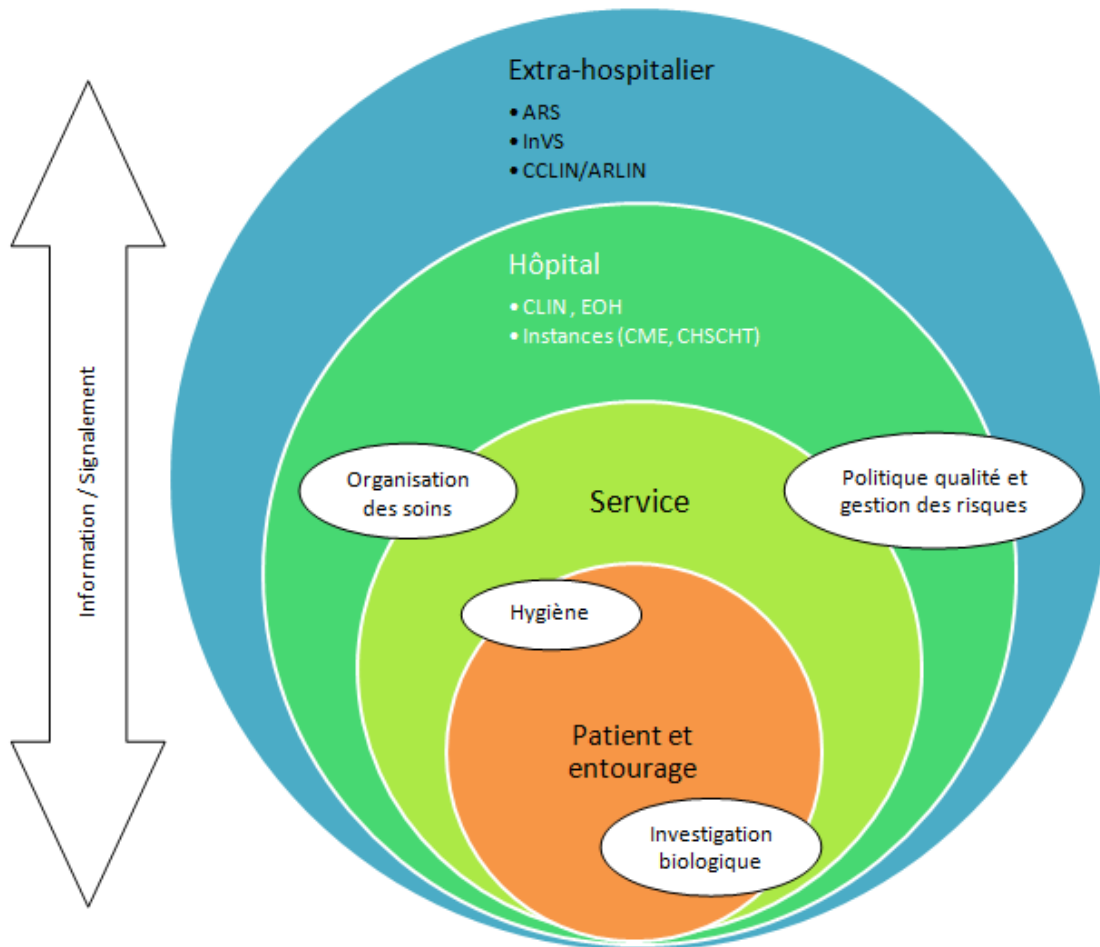 Extra-hospitalier
• ARS
• InVS
• CCLIN/ARLIN
Hôpital
• CLIN , EOH
• Instances (CME, CHSCHT)
Information / Signalement
Organisation
des soins
Politique qualité et
gestion des risques
Service
Hygiène
Patient et
entourage
Investigation
biologique